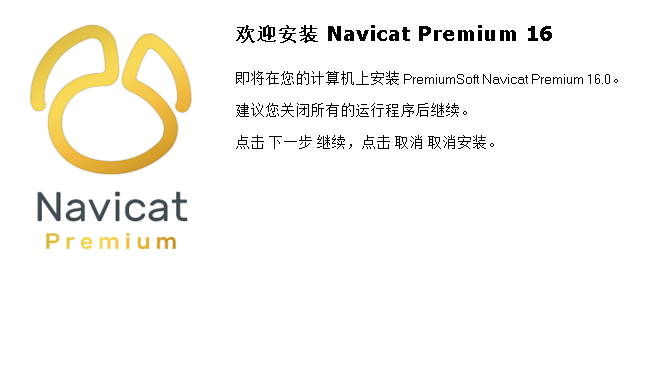 欢迎安装 Navicat Premium 16
即将在您的计算机上安装 PremiumSoft Navicat Premium 16.0。
建议您关闭所有的运行程序后继续。
点击 下一步 继续，点击 取消 取消安装。
Navicat
Premium